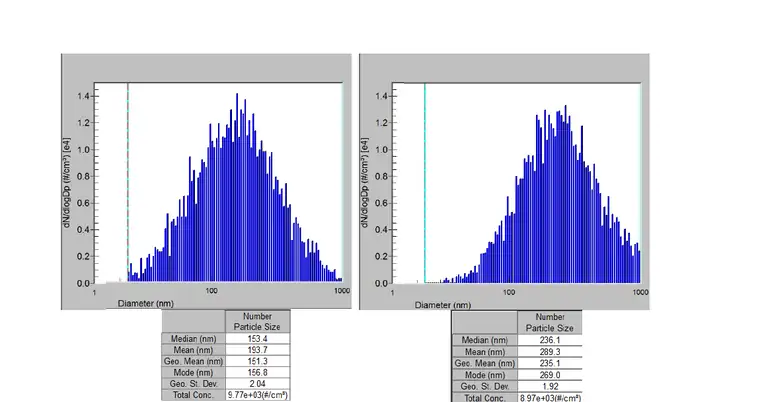 dN/dlogDp (#/cm³) [e4]
1.4
1.2
1.0
0.8
0.6
0.4
0.2
0.0
1
100
1000
Diameter (nm)
Number
Particle Size
Median (nm) 153.4
Mean (nm) 193.7
Geo. Mean (nm) 151.3
Mode (nm) 156.8
Geo. St. Dev. 2.04
Total Conc. 9.77e+03(#/cm³)
dN/dlogDp (#/cm³) [e4]
1.4
1.2
1.0
0.8
0.6
0.4
0.2
0.0
1
100
1000
Diameter (nm)
Number
Particle Size
Median (nm) 236.1
Mean (nm) 289.3
Geo. Mean (nm) 235.1
Mode (nm) 269.0
Geo. St. Dev. 1.92
Total Conc. 8.97e+03(#/cm³)